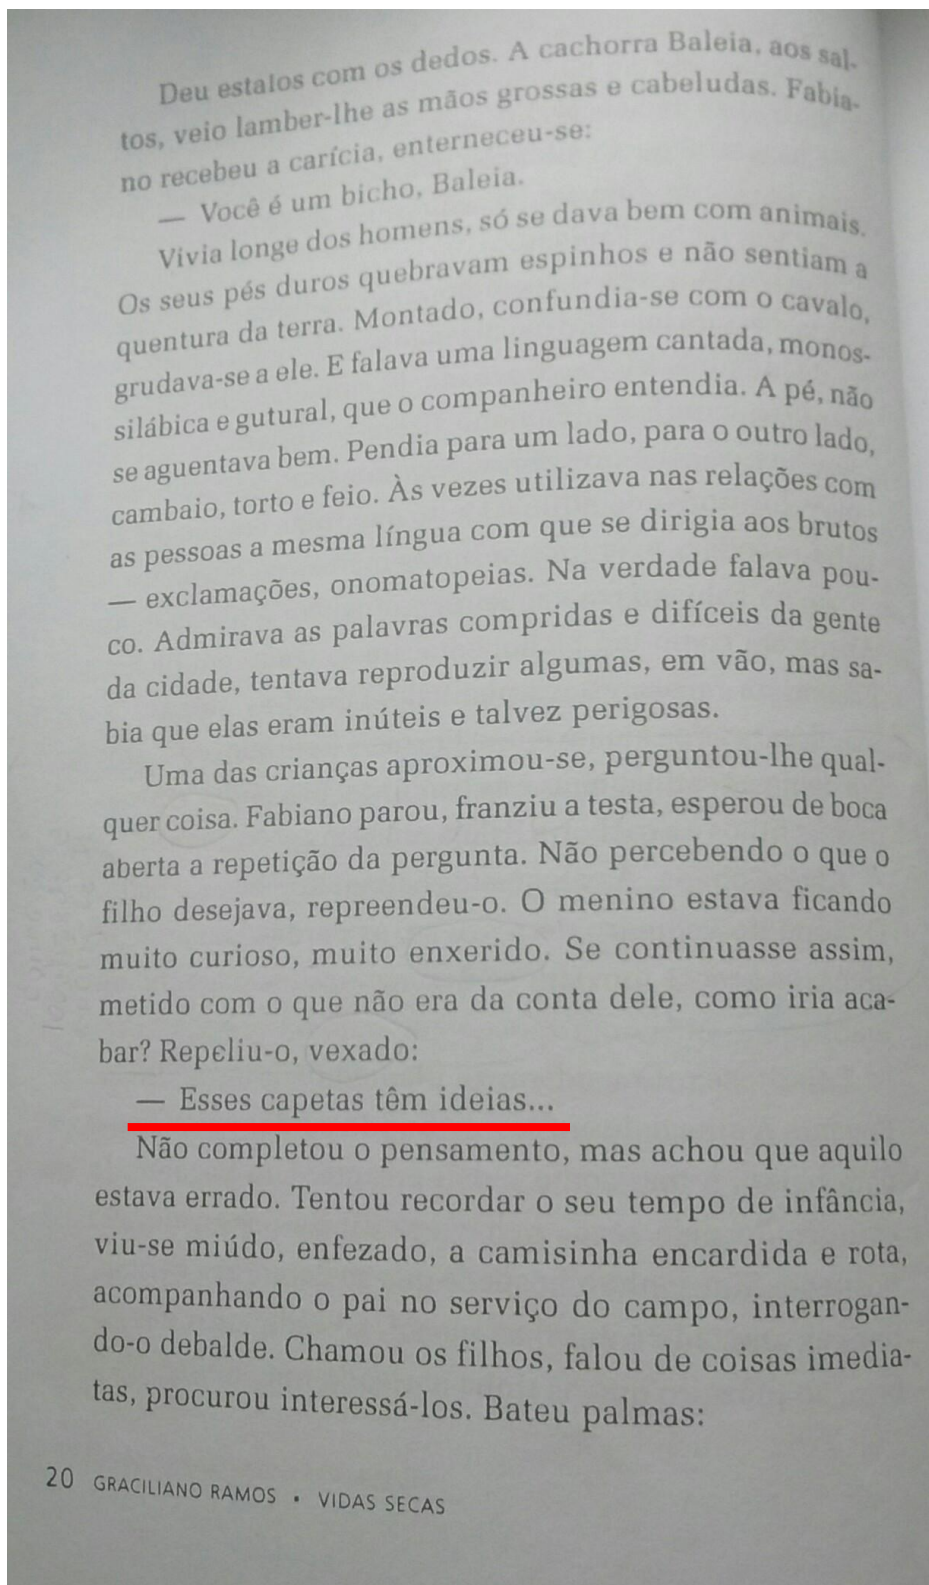 Deu estalos com os dedos. A cachorra Baleia, aos sal-
tos, veio lamber-lhe as mãos grossas e cabeludas. Fabia-
no recebeu a carícia, enterneceu-se:
— Você é um bicho, Baleia.
Vivia longe dos homens, só se dava bem com animais.
Os seus pés duros quebravam espinhos e não sentiam a
quentura da terra. Montado, confundia-se com o cavalo,
grudava-se a ele. E falava uma linguagem cantada, monos-
silábica e gutural, que o companheiro entendia. A pé, não
se aguentava bem. Pendia para um lado, para o outro lado,
cambaio, torto e feio. Às vezes utilizava nas relações com
as pessoas a mesma língua com que se dirigia aos brutos
— exclamações, onomatopeias. Na verdade falava pou-
co. Admirava as palavras compridas e difíceis da gente
da cidade, tentava reproduzir algumas, em vão, mas sa-
bia que elas eram inúteis e talvez perigosas.
Uma das crianças aproximou-se, perguntou-lhe qual-
quer coisa. Fabiano parou, franziu a testa, esperou de boca
aberta a repetição da pergunta. Não percebendo o que o
filho desejava, repreendeu-o. O menino estava ficando
muito curioso, muito enxerido. Se continuasse assim,
metido com o que não era da conta dele, como iria aca-
bar? Repeliu-o, vexado:
— Esses capetas têm ideias...
Não completou o pensamento, mas achou que aquilo
estava errado. Tentou recordar o seu tempo de infância,
viu-se miúdo, enfezado, a camisinha encardida e rota,
acompanhando o pai no serviço do campo, interrogan-
do-o debalde. Chamou os filhos, falou de coisas imedia-
tas, procurou interessá-los. Bateu palmas:
20 GRACILIANO RAMOS • VIDAS SECAS